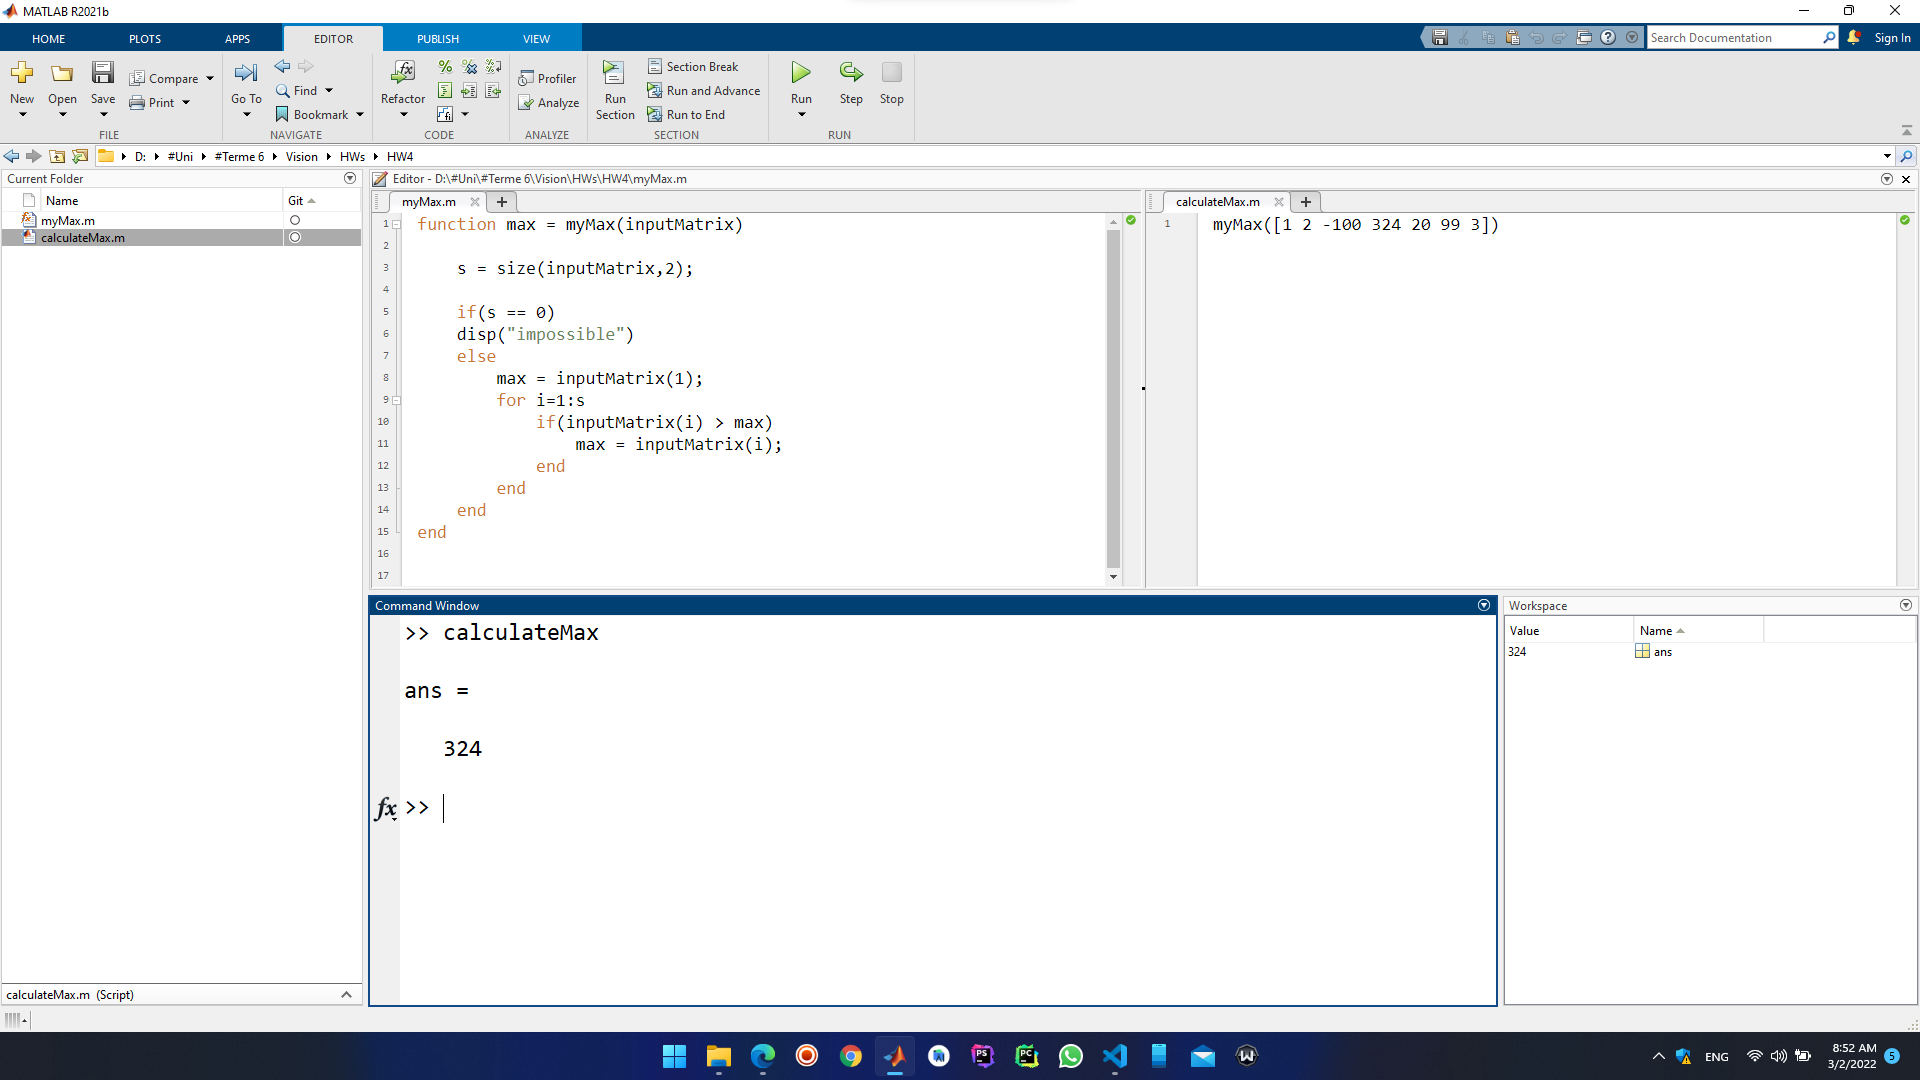 MATLAB R2021b
HOME PLOTS APPS EDITOR PUBLISH VIEW Search Documentation Sign In
New Open Save Compare Print Go To Find Bookmark Refactor Profiler Analyze Run Section Section Break Run and Advance Run to End Run Step Stop
FILE NAVIGATE CODE ANALYZE SECTION RUN
D: #Uni #Terme 6 Vision HWs HW4
Current Folder
Name Git
myMax.m
calculateMax.m
calculateMax.m (Script)
Editor - D:\#Uni\#Terme 6\Vision\HWs\HW4\myMax.m
myMax.m
1 function max = myMax(inputMatrix)
2
3 s = size(inputMatrix,2);
4
5 if(s == 0)
6 disp("impossible")
7 else
8 max = inputMatrix(1);
9 for i=1:s
10 if(inputMatrix(i) > max)
11 max = inputMatrix(i);
12 end
13 end
14 end
15 end
16
17
calculateMax.m
1 myMax([1 2 -100 324 20 99 3])
Command Window
>> calculateMax
ans =
324
fx >>
Workspace
Value Name
324 ans
PS PC ENG 8:52 AM 5
3/2/2022